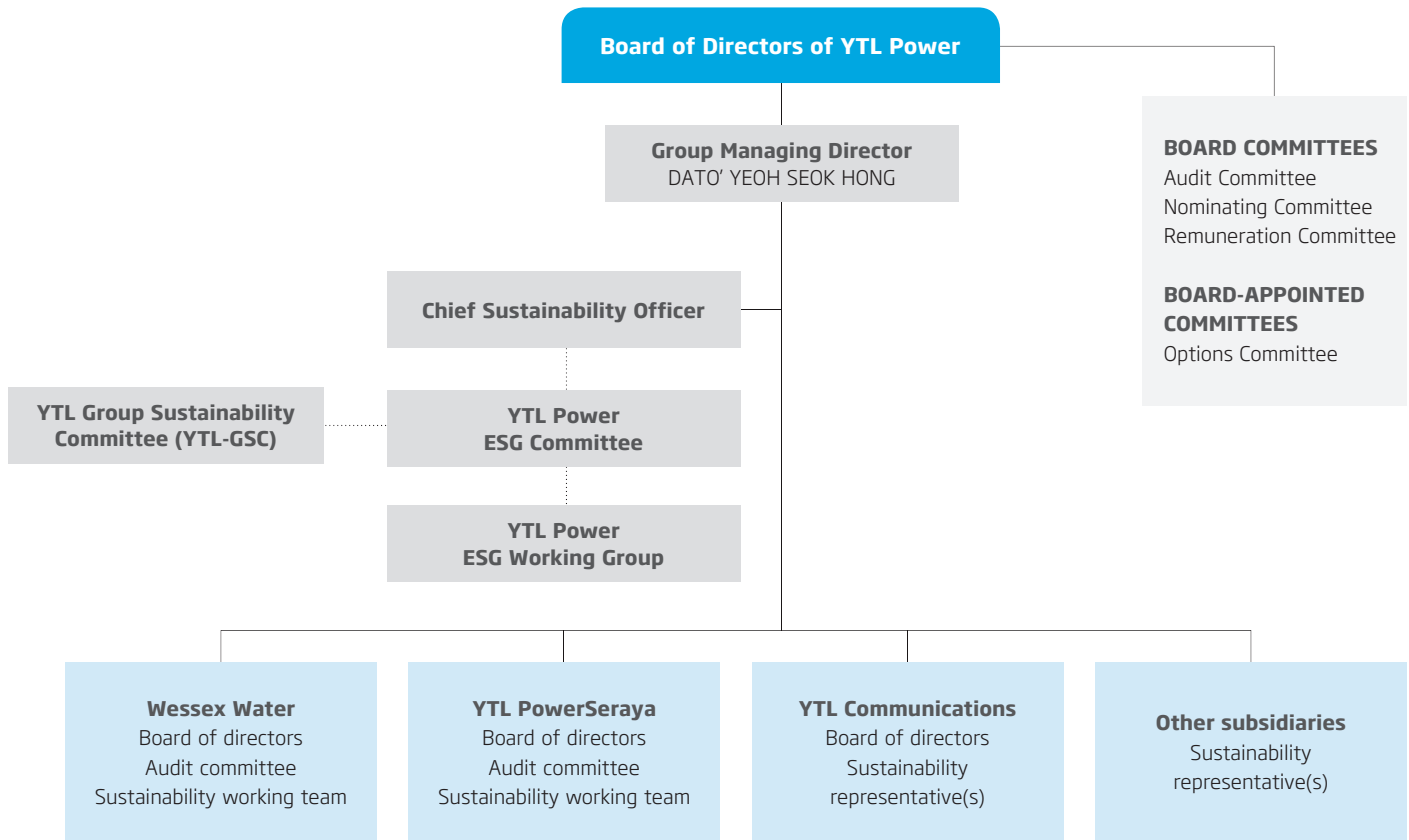 Board of Directors of YTL Power
Group Managing Director
DATO’ YEOH SEOK HONG
BOARD COMMITTEES
Audit Committee
Nominating Committee
Remuneration Committee
BOARD-APPOINTED
COMMITTEES
Options Committee
Chief Sustainability Officer
YTL Group Sustainability
Committee (YTL-GSC)
YTL Power
ESG Committee
YTL Power
ESG Working Group
Wessex Water
Board of directors
Audit committee
Sustainability working team
YTL PowerSeraya
Board of directors
Audit committee
Sustainability working team
YTL Communications
Board of directors
Sustainability
representative(s)
Other subsidiaries
Sustainability
representative(s)